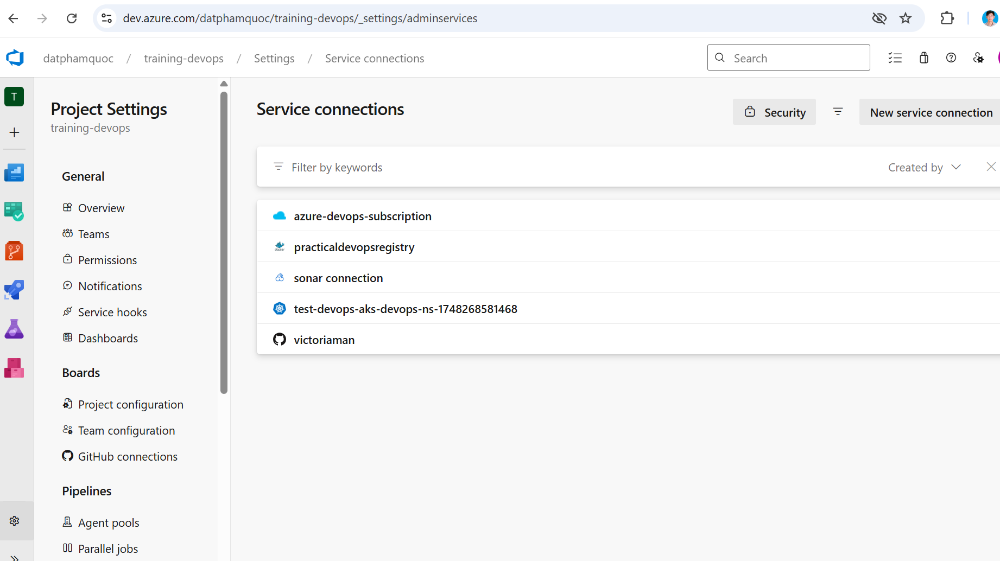 dev.azure.com/datphamquoc/training-devops/_settings/adminservices
datphamquoc / training-devops / Settings / Service connections
Search
T
Project Settings
training-devops
General
Overview
Teams
Permissions
Notifications
Service hooks
Dashboards
Boards
Project configuration
Team configuration
GitHub connections
Pipelines
Agent pools
Parallel jobs
Service connections
Security
New service connection
Filter by keywords
Created by
azure-devops-subscription
docker
practicaldevopsregistry
sonar connection
test-devops-aks-devops-ns-1748268581468
victoriaman